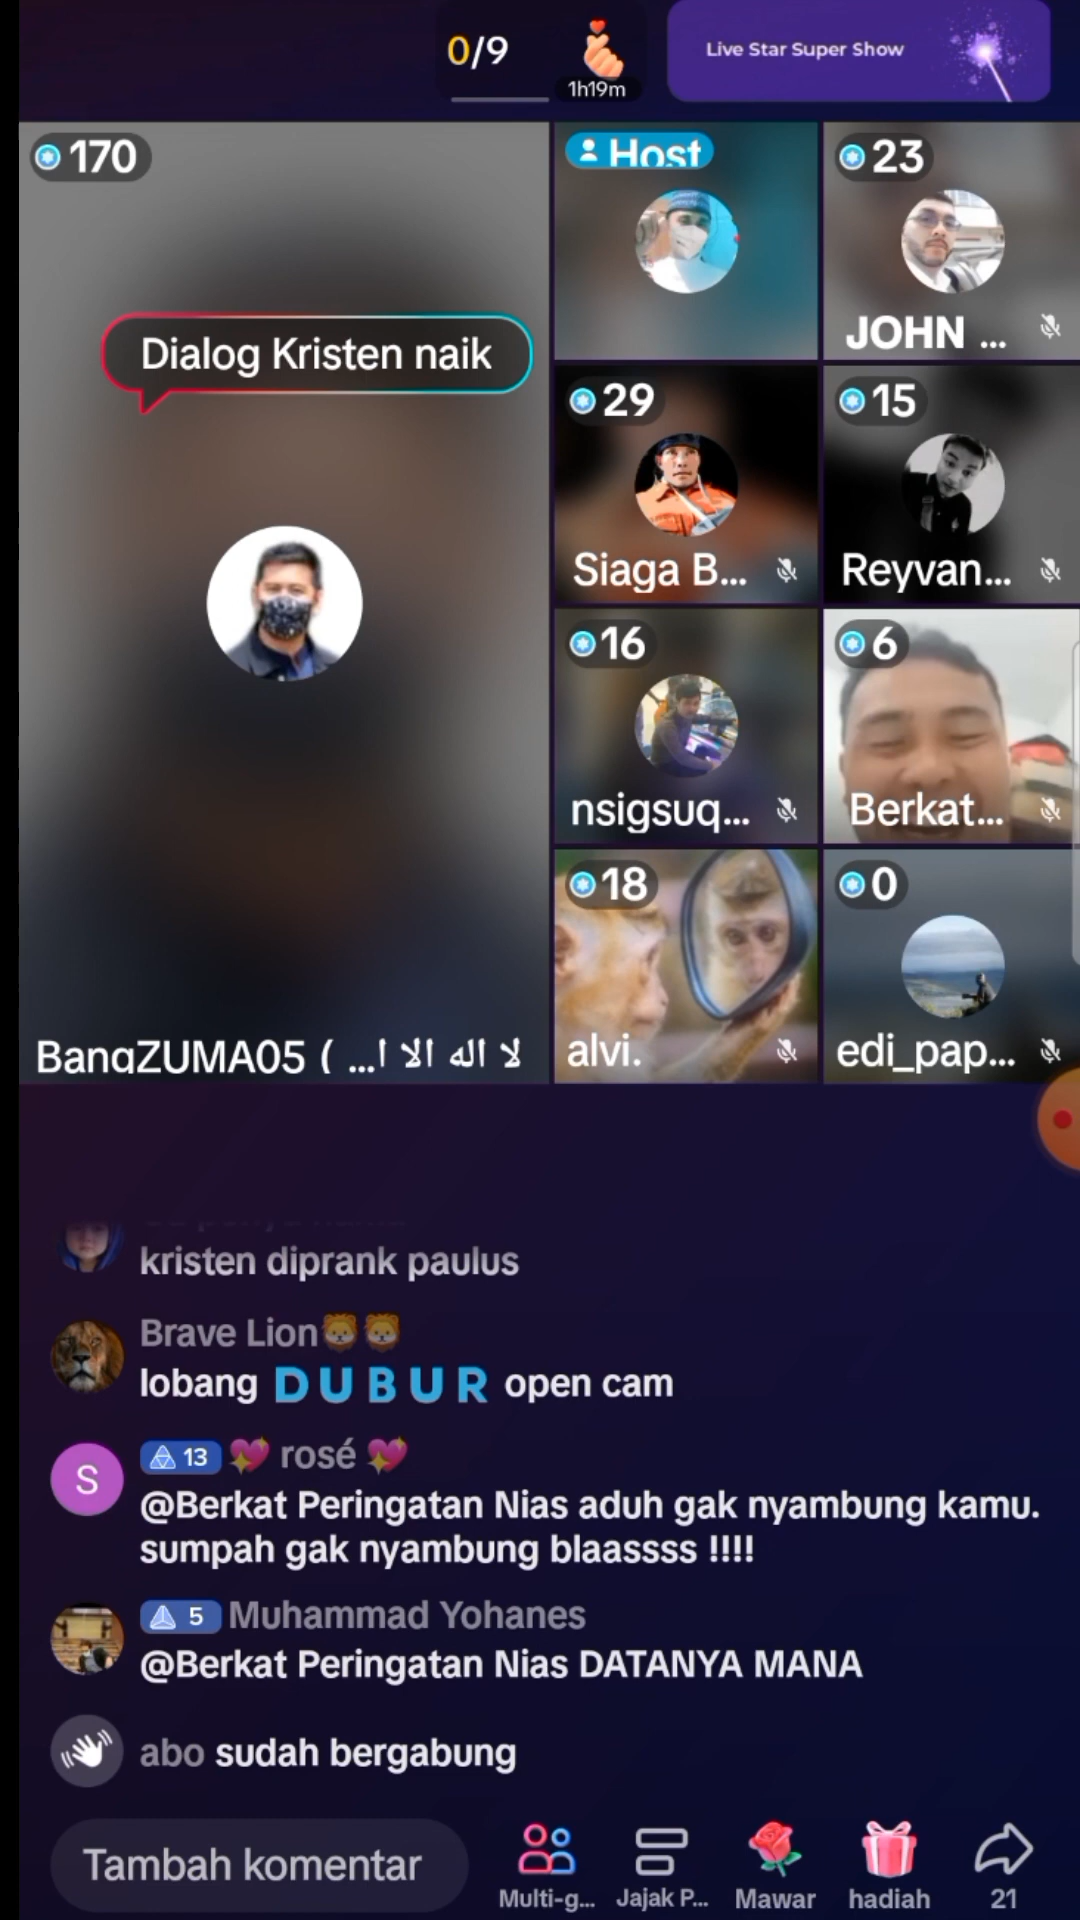 0/9
1h19m
Live Star Super Show
170
Host
23
Dialog Kristen naik
JOHN ...
29
15
Siaga B...
Reyvan...
16
6
nsigsuq...
Berkat...
18
0
BangZUMA05 ( ...لا اله الا ا
alvi.
edi_pap...
kristen diprank paulus
Brave Lion🦁🦁
lobang DUBUR open cam
S
13 💖 rosé 💖
@Berkat Peringatan Nias aduh gak nyambung kamu.
sumpah gak nyambung blaassss !!!!
5 Muhammad Yohanes
@Berkat Peringatan Nias DATANYA MANA
abo sudah bergabung
Tambah komentar
Multi-g...
Jajak P...
Mawar
hadiah
21